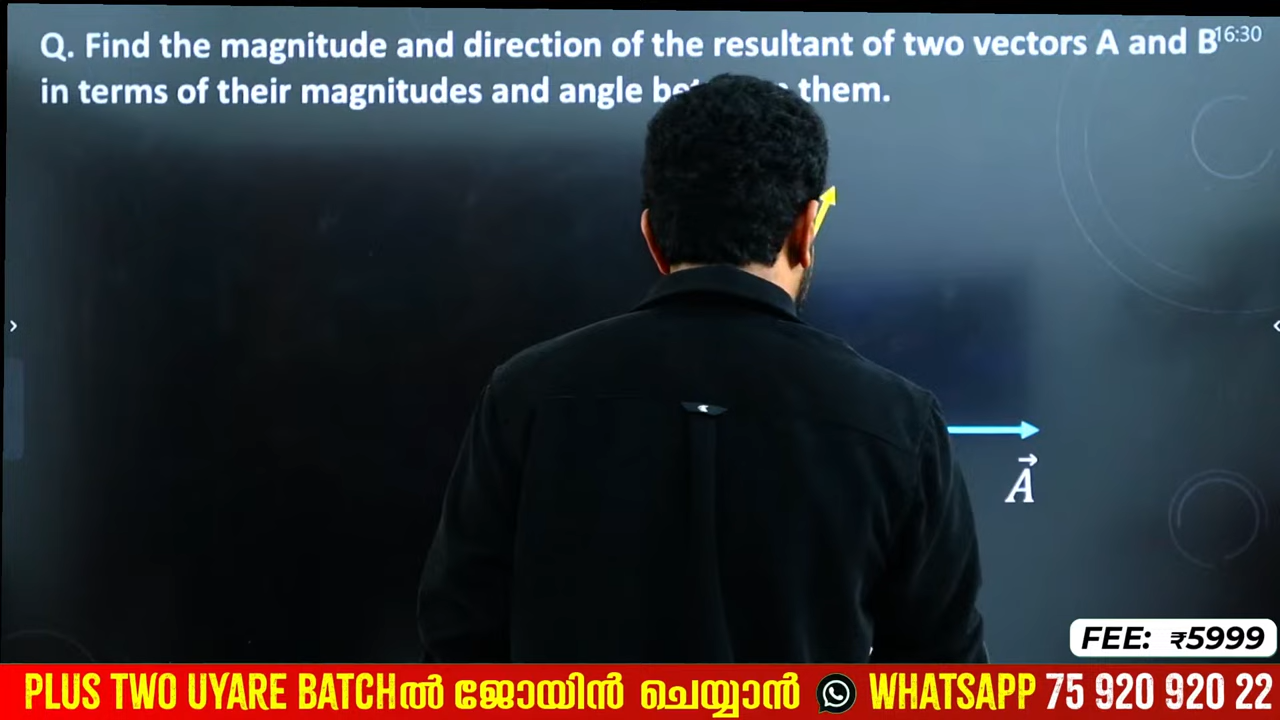 Q. Find the magnitude and direction of the resultant of two vectors A and B
16:30
in terms of their magnitudes and angle them.
A
FEE: ₹5999
PLUS TWO UYARE BATCHൽ ജോയിൻ ചെയ്യാൻ WHATSAPP 75 920 920 22